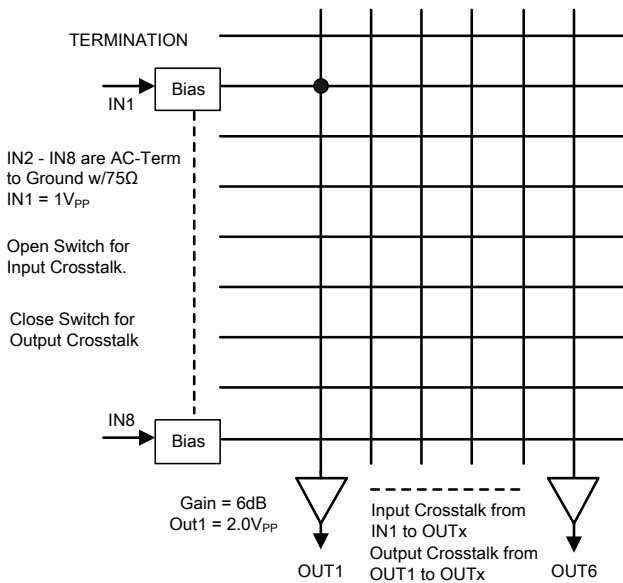 TERMINATION
Bias
IN1
IN2 - IN8 are AC-Term
to Ground w/75Ω
IN1 = 1VPP
Open Switch for
Input Crosstalk.
Close Switch for
Output Crosstalk
IN8
Bias
Gain = 6dB
Out1 = 2.0VPP
Input Crosstalk from
IN1 to OUTx
Output Crosstalk from
OUT1 to OUTx
OUT1
OUT6